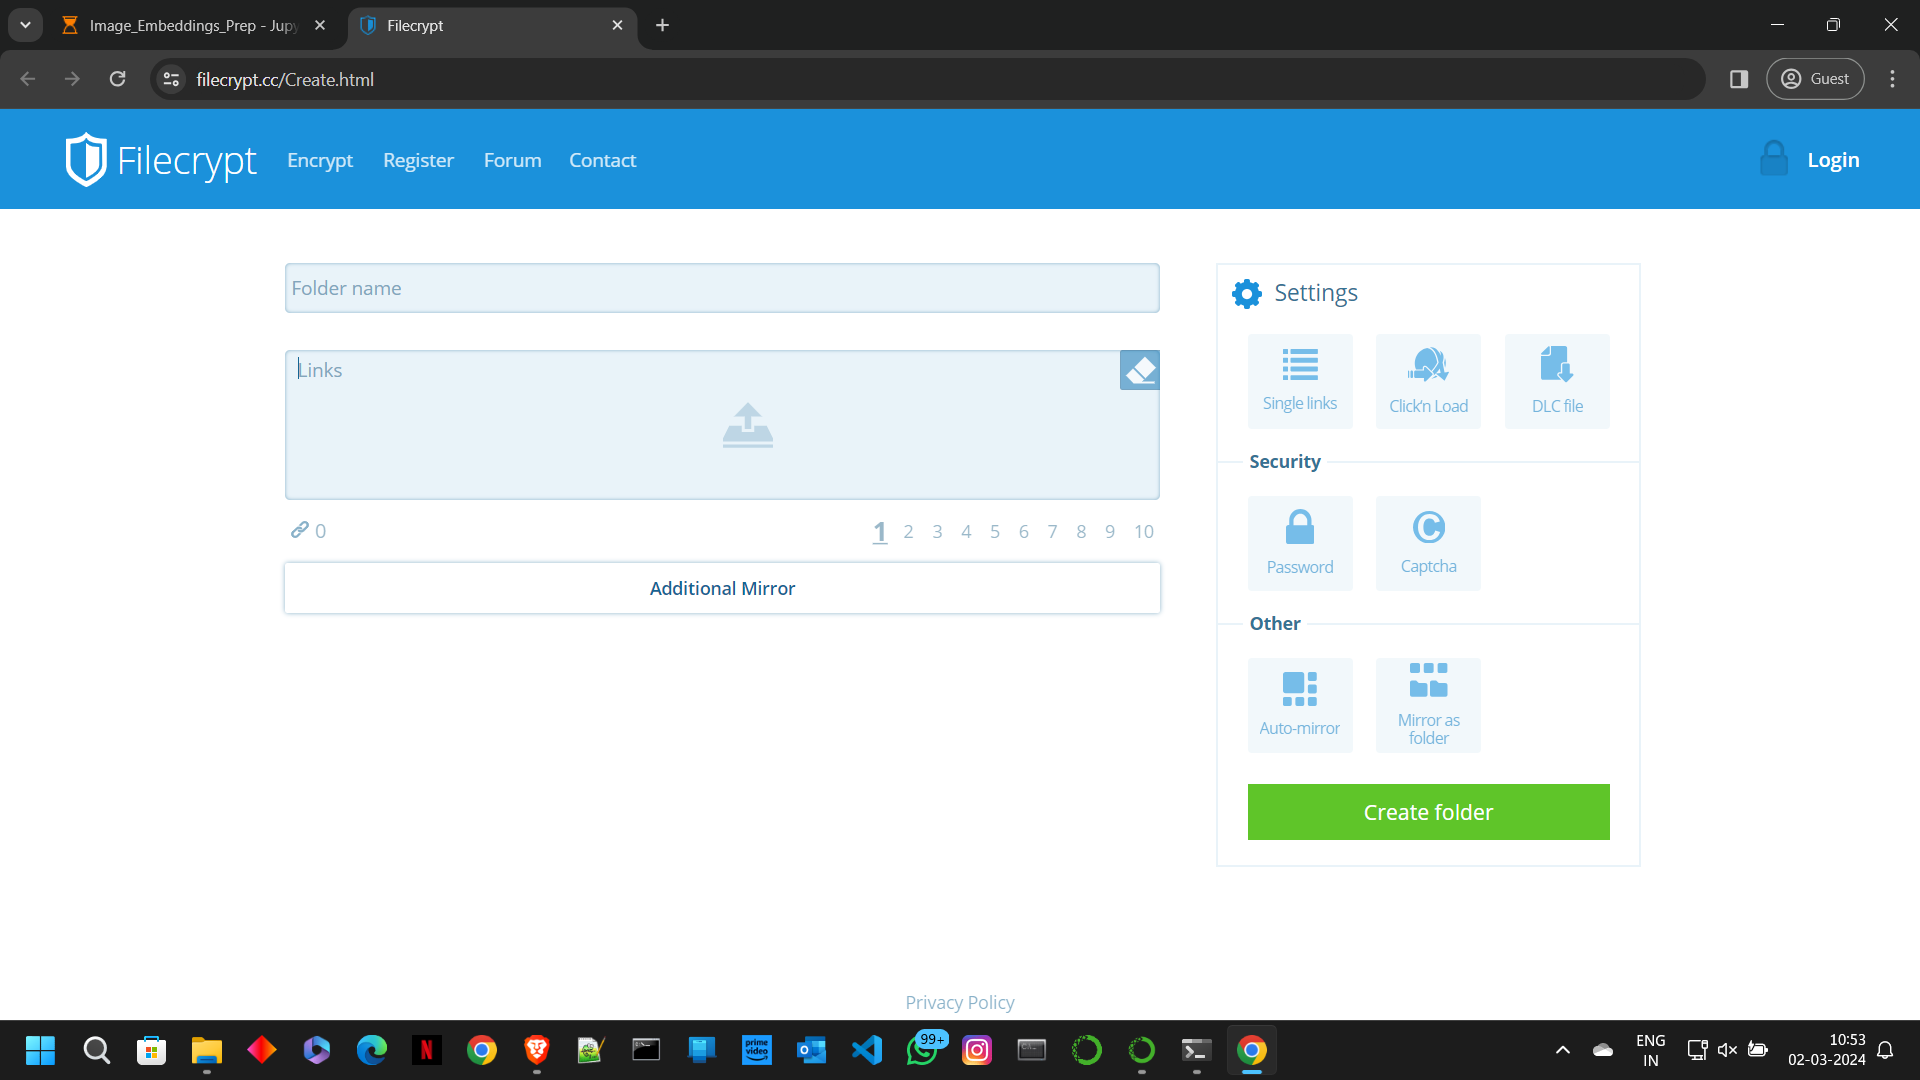 Image_Embeddings_Prep - Jupy
Filecrypt
filecrypt.cc/Create.html
Guest
Filecrypt
Encrypt
Register
Forum
Contact
Login
Folder name
Links
0
1 2 3 4 5 6 7 8 9 10
Additional Mirror
Settings
Single links
Click'n Load
DLC file
Security
Password
Captcha
Other
Auto-mirror
Mirror as
folder
Create folder
Privacy Policy
N
prime
video
99+
ENG
IN
10:53
02-03-2024